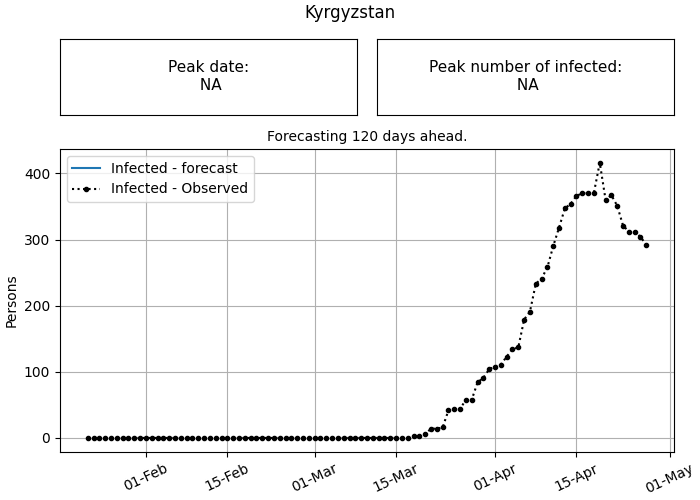 Kyrgyzstan
Peak date:
NA
Peak number of infected:
NA
Forecasting 120 days ahead.
Infected - forecast
Infected - Observed
400
300
200
100
0
Persons
01-Feb
15-Feb
01-Mar
15-Mar
01-Apr
15-Apr
01-May